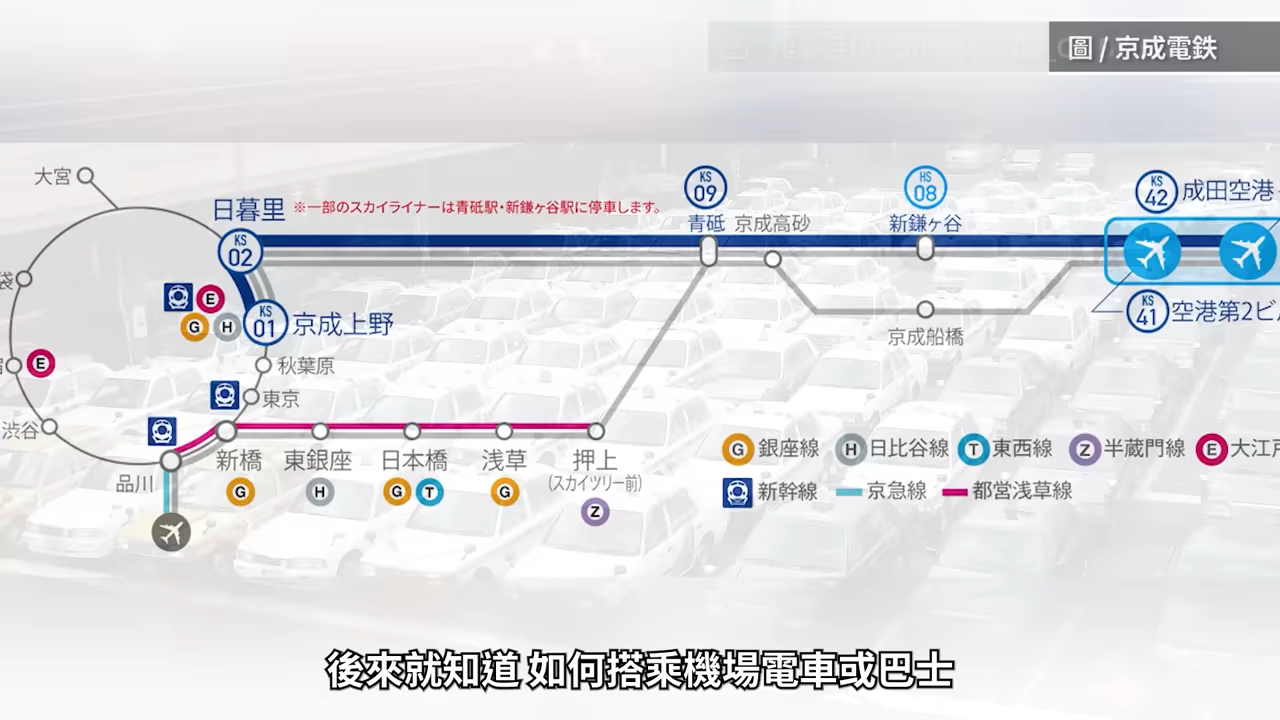 圖 / 京成電鉄
大宮
日暮里
※一部のスカイライナーは青砥駅・新鎌ヶ谷駅に停車します。
KS 09
青砥
京成高砂
HS 08
新鎌ヶ谷
KS 42
成田空港
KS 02
袋
E
G
H
KS 01
京成上野
KS 41
空港第2ビ
京成船橋
E
秋葉原
東京
渋谷
品川
新橋
東銀座
日本橋
浅草
押上
(スカイツリー前)
G
H
G
T
G
Z
G 銀座線
H 日比谷線
T 東西線
Z 半蔵門線
E 大江戸
新幹線
京急線
都営浅草線
後來就知道 如何搭乘機場電車或巴士